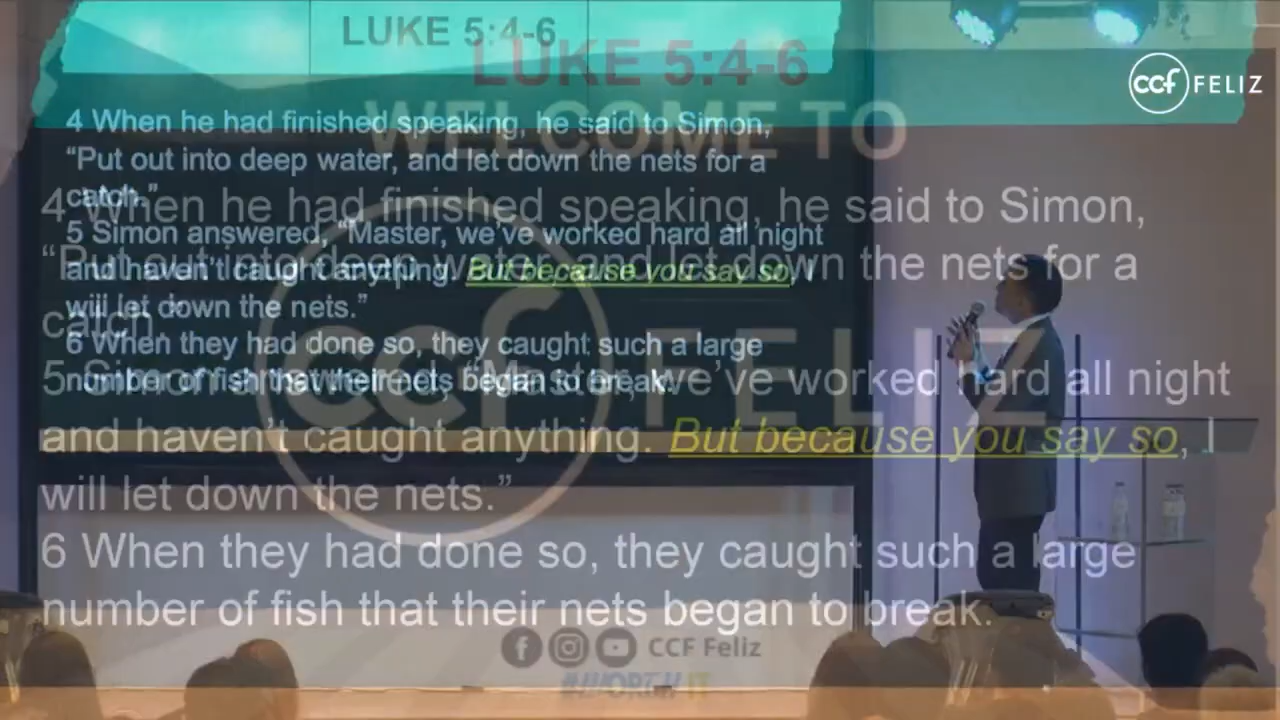 LUKE 5:4-6
LUKE 5:4-6
ccf FELIZ
WELCOME TO
4 When he had finished speaking, he said to Simon,
“Put out into deep water, and let down the nets for a
catch.”
5 Simon answered, “Master, we’ve worked hard all night
and haven’t caught anything. But because you say so, I
will let down the nets.”
6 When they had done so, they caught such a large
number of fish that their nets began to break.
4 When he had finished speaking, he said to Simon,
“Put out into deep water, and let down the nets for a
catch.”
5 Simon answered, “Master, we’ve worked hard all night
and haven’t caught anything. But because you say so, I
will let down the nets.”
6 When they had done so, they caught such a large
number of fish that their nets began to break.
ccf FELIZ
CCF Feliz
#WORTH IT